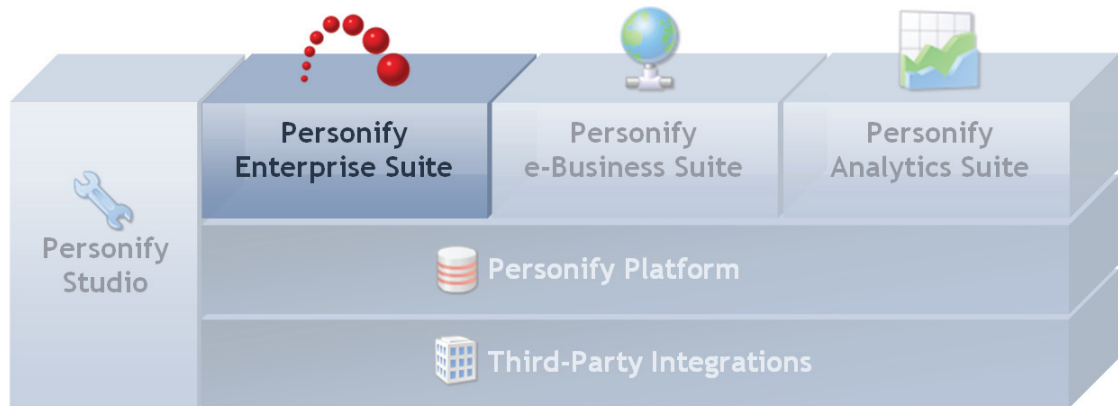 Personify
Enterprise Suite
Personify
e-Business Suite
Personify
Analytics Suite
Personify
Studio
Personify Platform
Third-Party Integrations